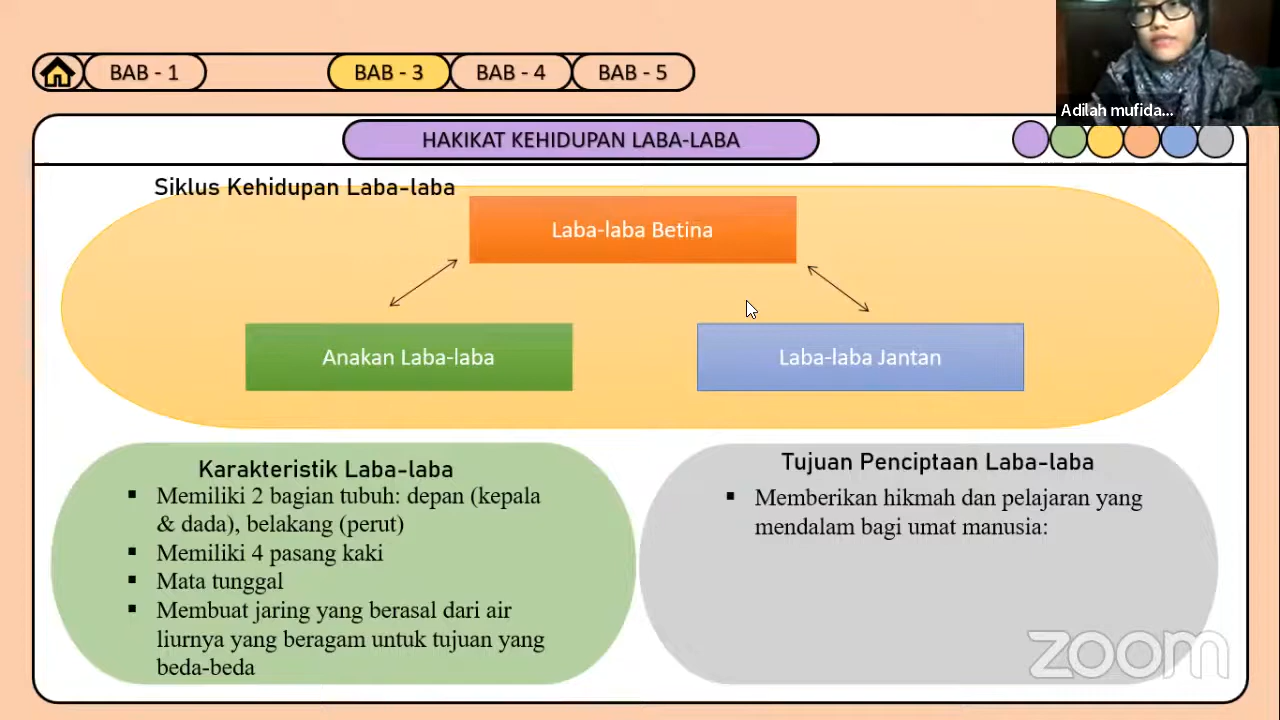 BAB - 1
BAB - 3
BAB - 4
BAB - 5
Adilah mufida...
HAKIKAT KEHIDUPAN LABA-LABA
Siklus Kehidupan Laba-laba
Laba-laba Betina
Anakan Laba-laba
Laba-laba Jantan
Karakteristik Laba-laba
▪ Memiliki 2 bagian tubuh: depan (kepala
& dada), belakang (perut)
▪ Memiliki 4 pasang kaki
▪ Mata tunggal
▪ Membuat jaring yang berasal dari air
liurnya yang beragam untuk tujuan yang
beda-beda
Tujuan Penciptaan Laba-laba
▪ Memberikan hikmah dan pelajaran yang
mendalam bagi umat manusia:
zoom